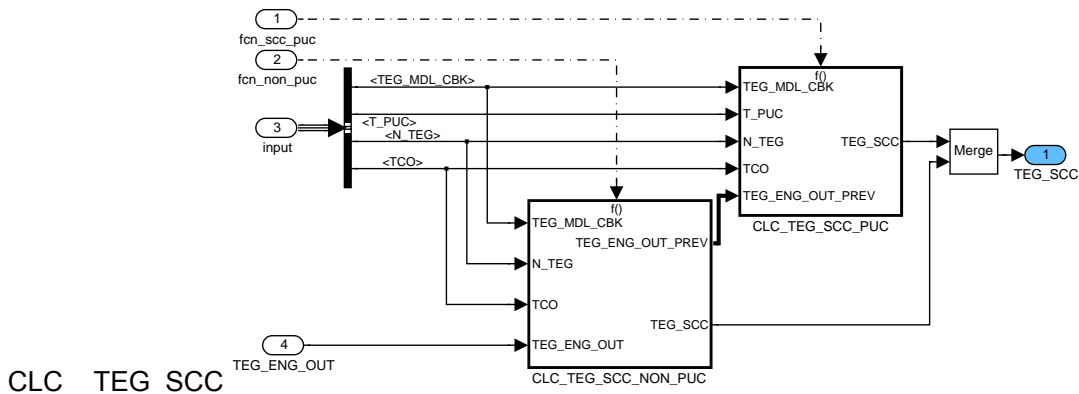 1
fcn_scc_puc
2
fcn_non_puc
f()
<TEG_MDL_CBK>
TEG_MDL_CBK
<T_PUC>
T_PUC
3
input
<N_TEG>
N_TEG
TEG_SCC
Merge
1
TEG_SCC
<TCO>
TCO
TEG_ENG_OUT_PREV
CLC_TEG_SCC_PUC
f()
TEG_MDL_CBK
TEG_ENG_OUT_PREV
N_TEG
TCO
TEG_SCC
4
TEG_ENG_OUT
TEG_ENG_OUT
CLC_TEG_SCC_NON_PUC
CLC TEG SCC